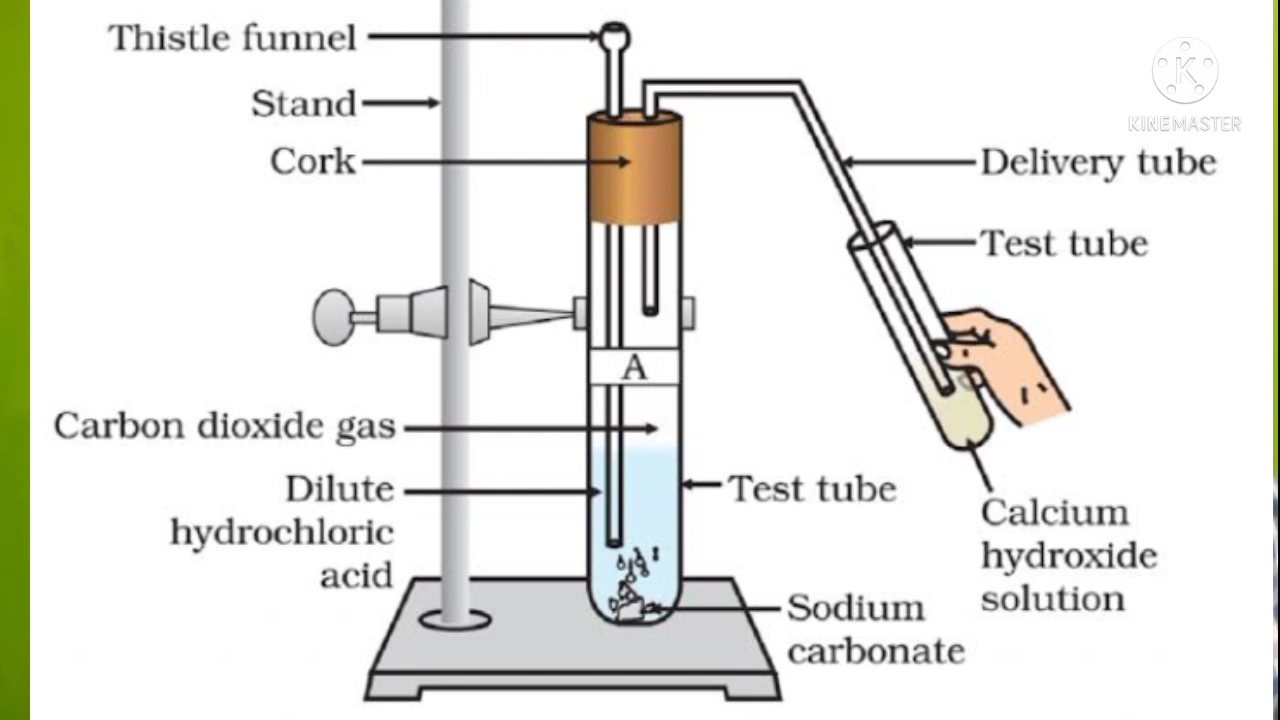 Thistle funnel
Stand
Cork
Delivery tube
Test tube
A
Carbon dioxide gas
Dilute
hydrochloric
acid
Test tube
Calcium
hydroxide
solution
Sodium
carbonate
K
KINEMASTER